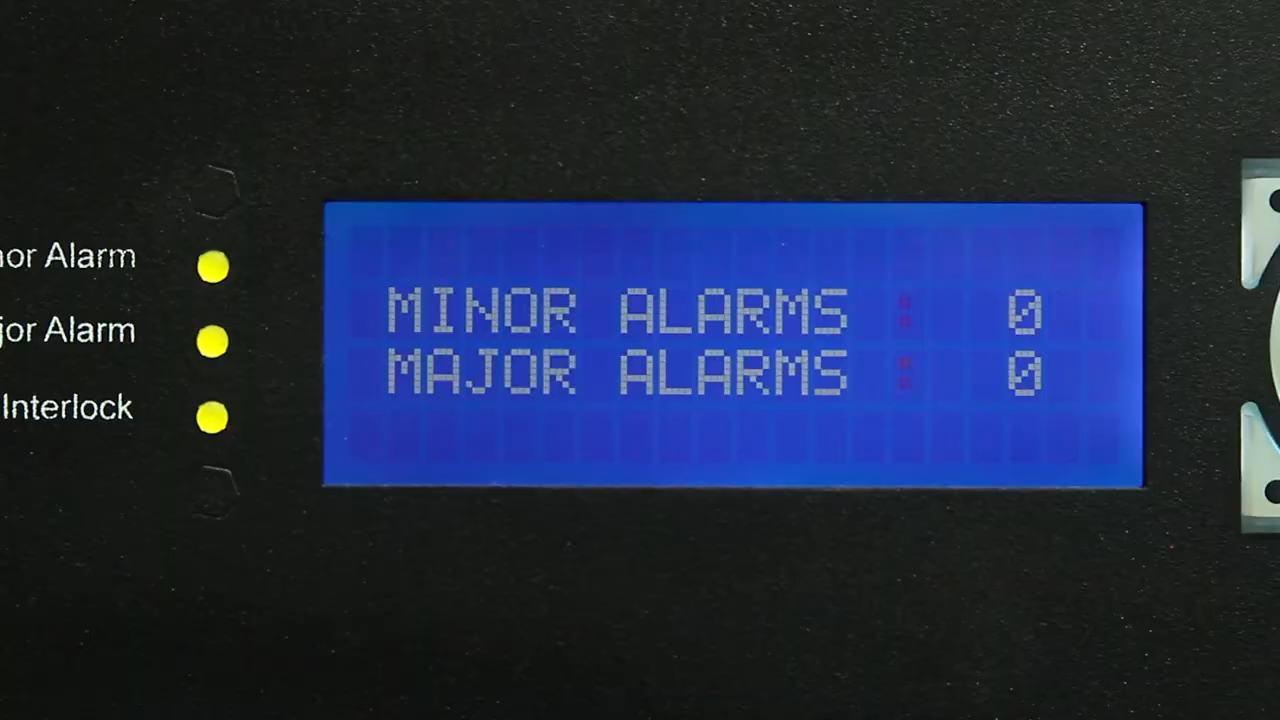 nor Alarm
jor Alarm
Interlock
MINOR ALARMS : 0
MAJOR ALARMS : 0